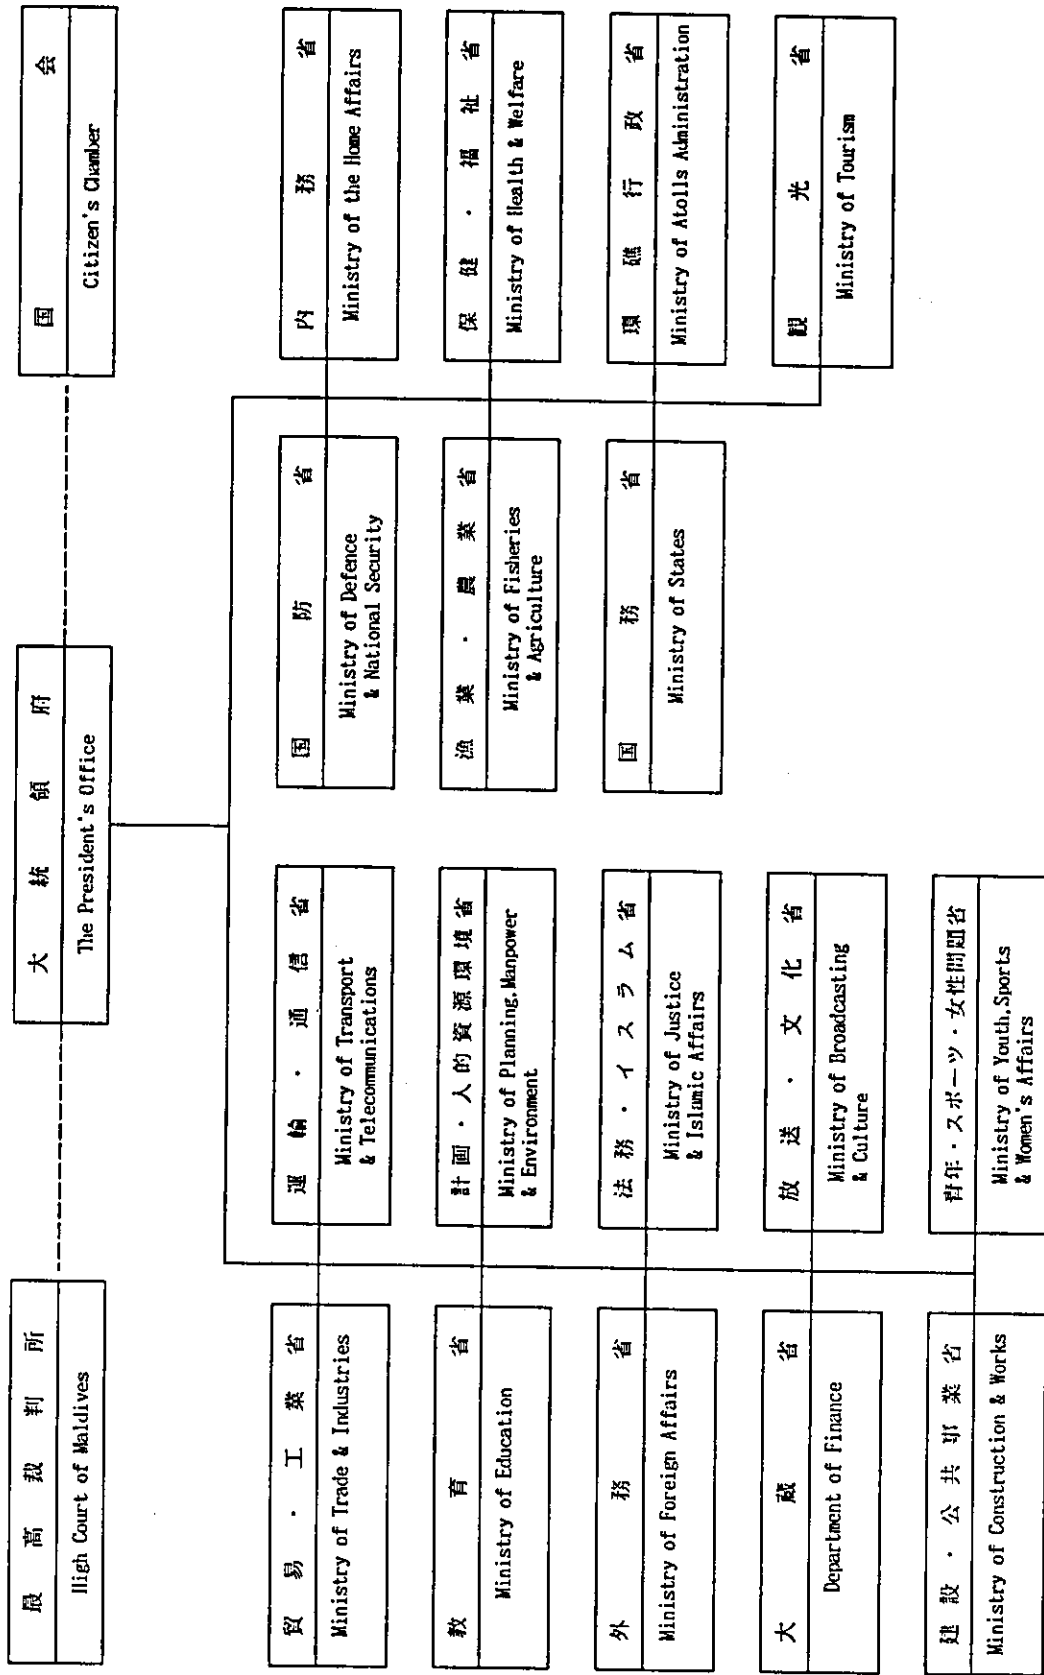 最高裁判所
High Court of Maldives
大統領府
The President's Office
国会
Citizen's Chamber
貿易・工業省
Ministry of Trade & Industries
運輸・通信省
Ministry of Transport
& Telecommunications
国防省
Ministry of Defence
& National Security
内務省
Ministry of the Home Affairs
教育省
Ministry of Education
計画・人的資源環境省
Ministry of Planning,Manpower
& Environment
漁業・農業省
Ministry of Fisheries
& Agriculture
保健・福祉省
Ministry of Health & Welfare
外務省
Ministry of Foreign Affairs
法務・イスラム省
Ministry of Justice
& Islamic Affairs
国務省
Ministry of States
環礁行政省
Ministry of Atolls Administration
大蔵省
Department of Finance
放送・文化省
Ministry of Broadcasting
& Culture
観光省
Ministry of Tourism
建設・公共事業省
Ministry of Construction & Works
青年・スポーツ・女性問題省
Ministry of Youth,Sports
& Women's Affairs